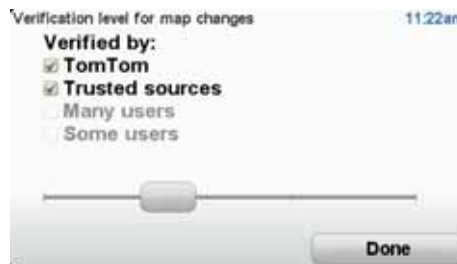 Verification level for map changes
11:22am
Verified by:
TomTom
Trusted sources
Many users
Some users
Done